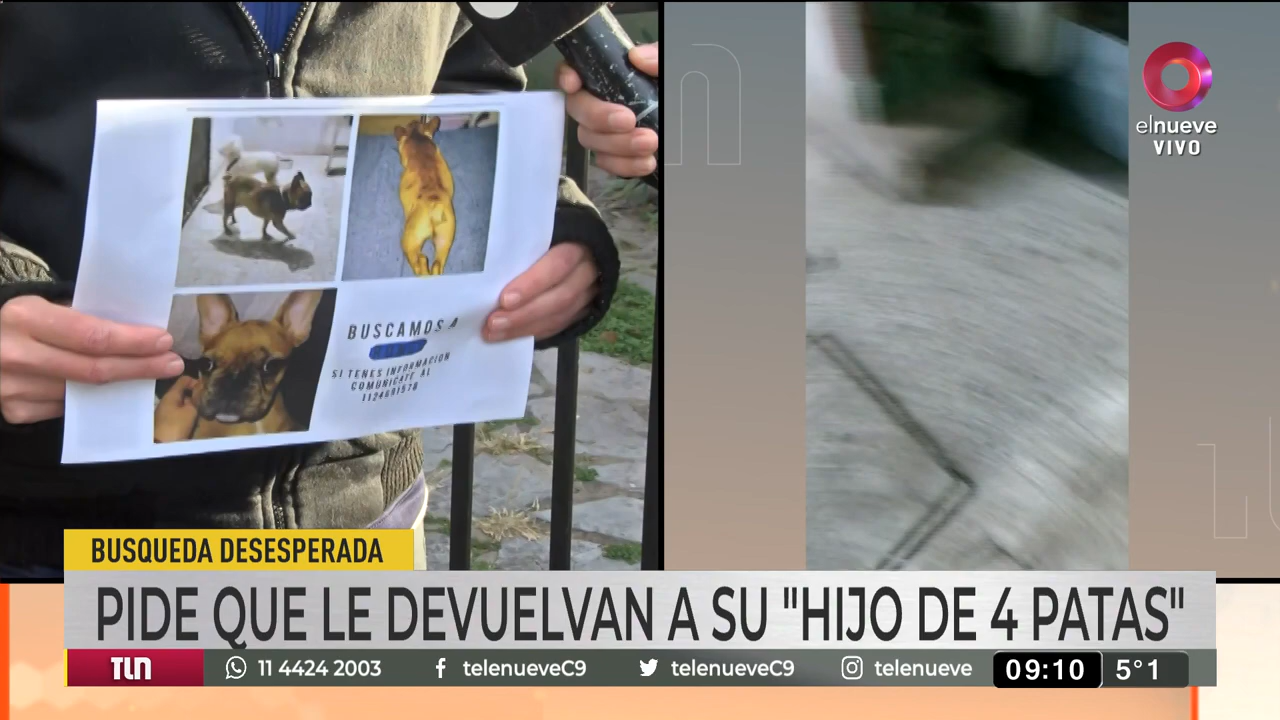 BUSCAMOS A
SI TENES INFORMACION
COMUNICATE AL
elnueve
VIVO
BUSQUEDA DESESPERADA
PIDE QUE LE DEVUELVAN A SU "HIJO DE 4 PATAS"
TLN
11 4424 2003
telenueveC9
telenueveC9
telenueve
09:10
5°1